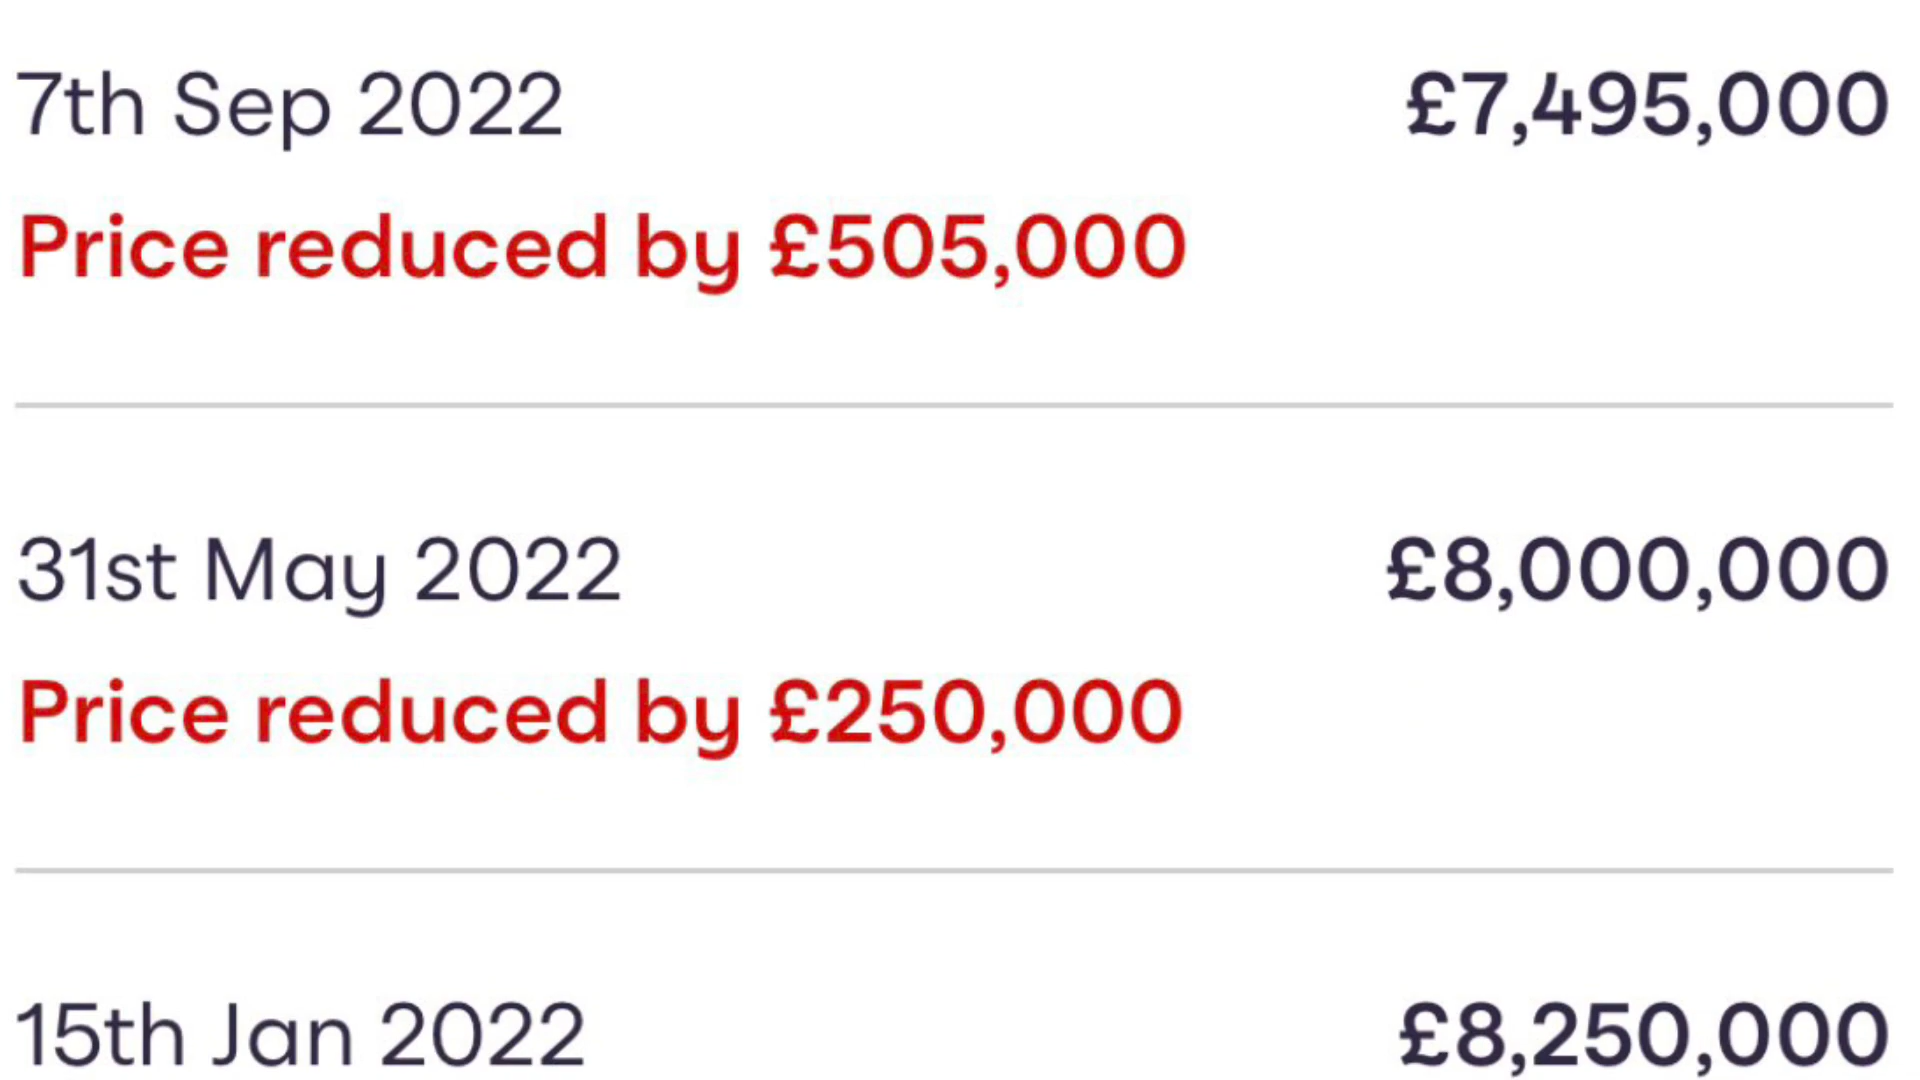 7th Sep 2022 £7,495,000
Price reduced by £505,000
31st May 2022 £8,000,000
Price reduced by £250,000
15th Jan 2022 £8,250,000